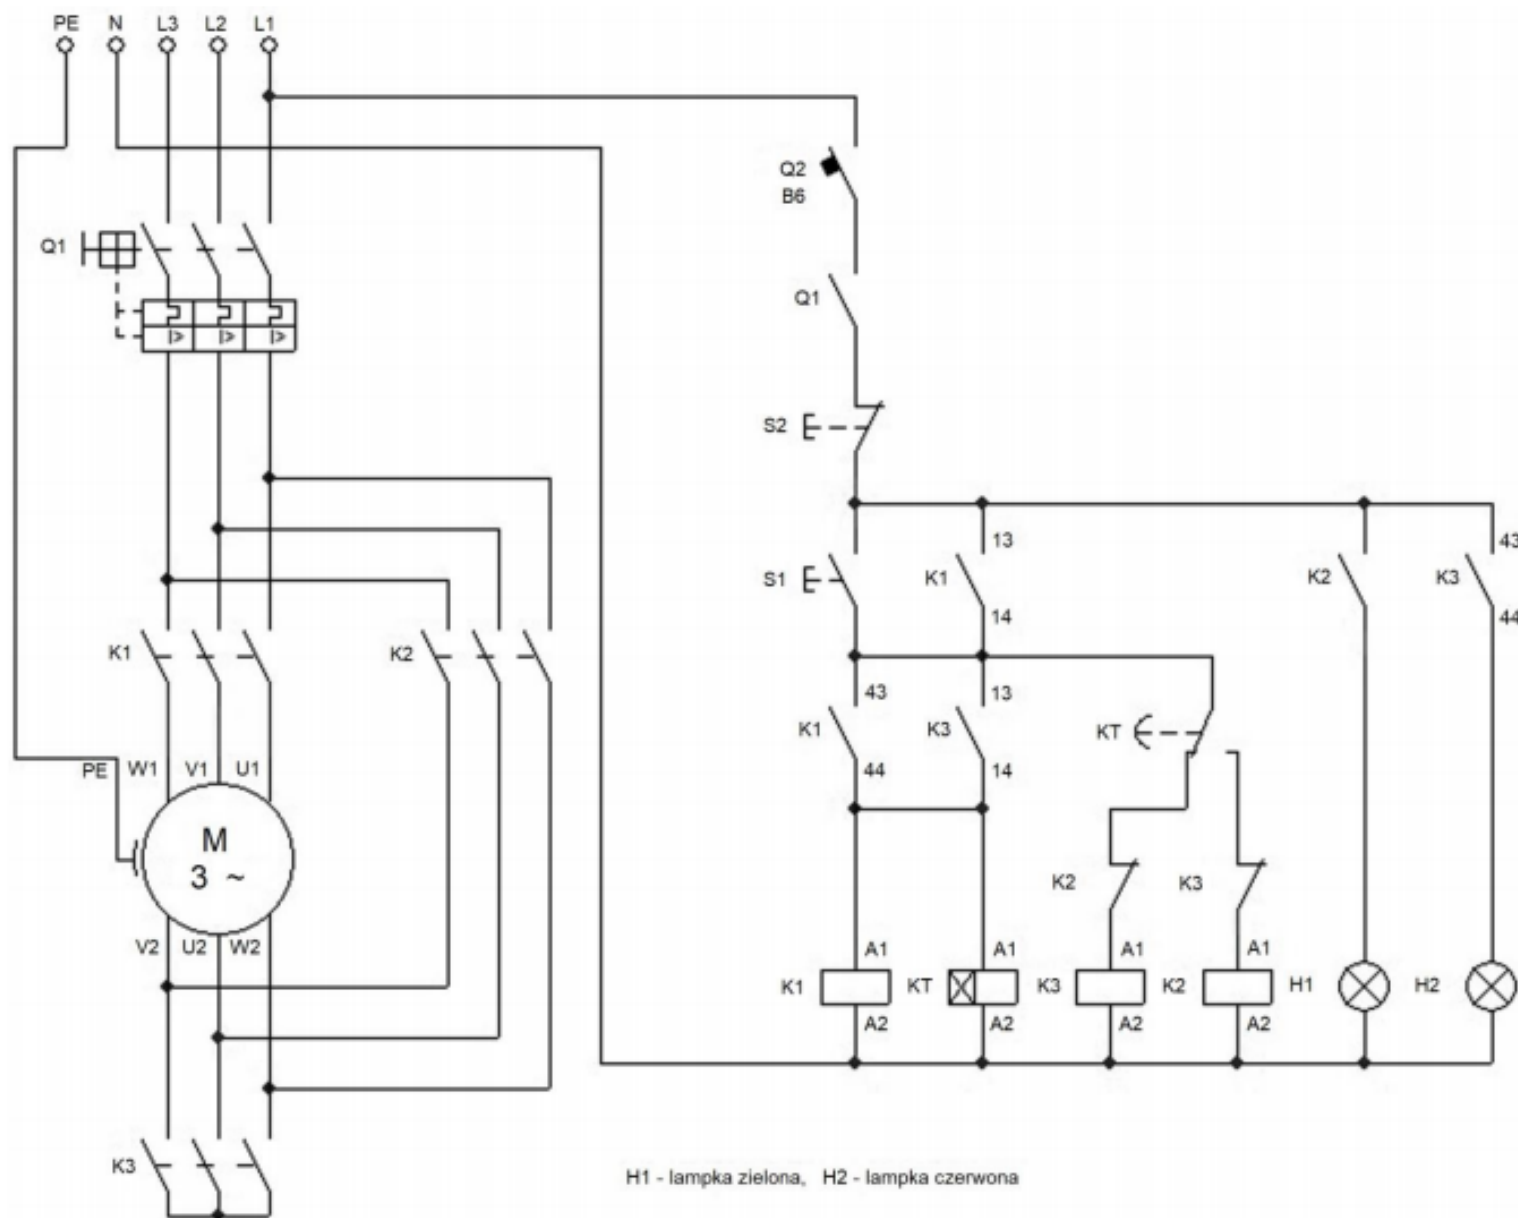 PE N L3 L2 L1
Q2
B6
Q1
Q1
S2
13
43
S1
K1
K2
K3
14
44
K1
K2
43
13
K1
K3
KT
44
14
PE W1 V1 U1
M
3 ~
K2
K3
V2 U2 W2
A1 A1 A1 A1
K1 KT K3 K2 H1 H2
A2 A2 A2 A2
K3
H1 - lampka zielona, H2 - lampka czerwona